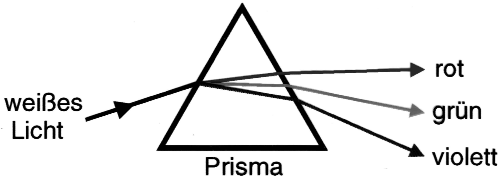 weißes
Licht
rot
grün
violett
Prisma